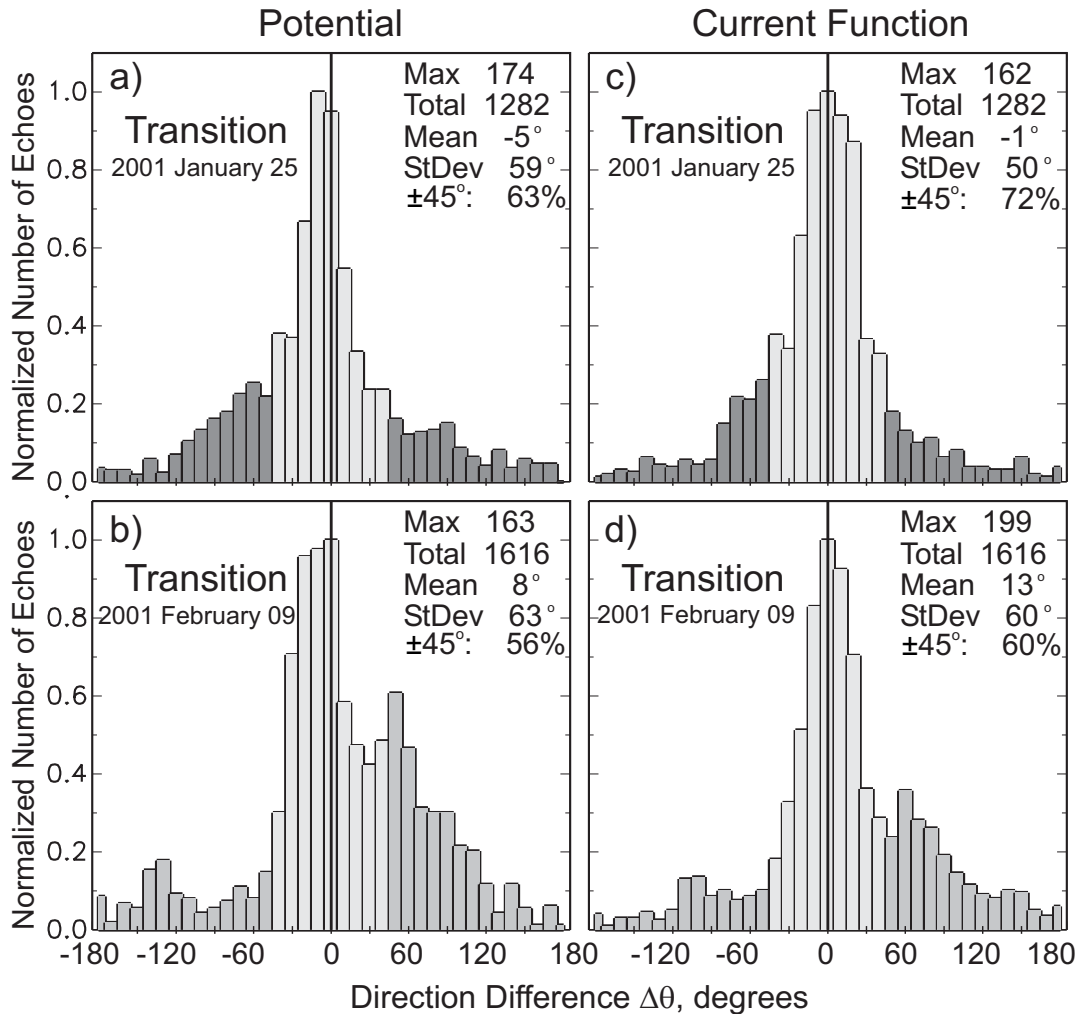 Potential
Current Function
Normalized Number of Echoes
1.0
0.8
0.6
0.4
0.2
0.0
a)
Transition
2001 January 25
Max 174
Total 1282
Mean -5°
StDev 59°
±45°: 63%
c)
Transition
2001 January 25
Max 162
Total 1282
Mean -1°
StDev 50°
±45°: 72%
Normalized Number of Echoes
1.0
0.8
0.6
0.4
0.2
0.0
b)
Transition
2001 February 09
Max 163
Total 1616
Mean 8°
StDev 63°
±45°: 56%
d)
Transition
2001 February 09
Max 199
Total 1616
Mean 13°
StDev 60°
±45°: 60%
-180 -120 -60 0 60 120 180 -120 -60 0 60 120 180
Direction Difference Δθ, degrees